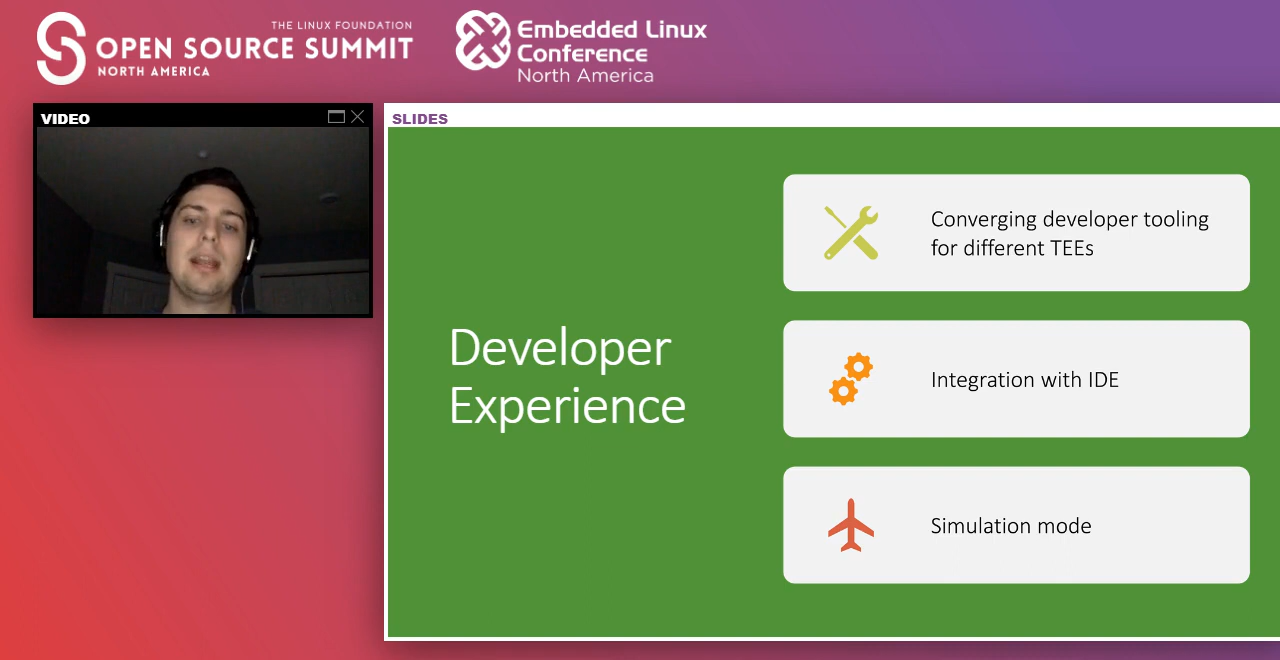 THE LINUX FOUNDATION
OPEN SOURCE SUMMIT
NORTH AMERICA
Embedded Linux
Conference
North America
VIDEO
SLIDES
Developer
Experience
Converging developer tooling
for different TEEs
Integration with IDE
Simulation mode